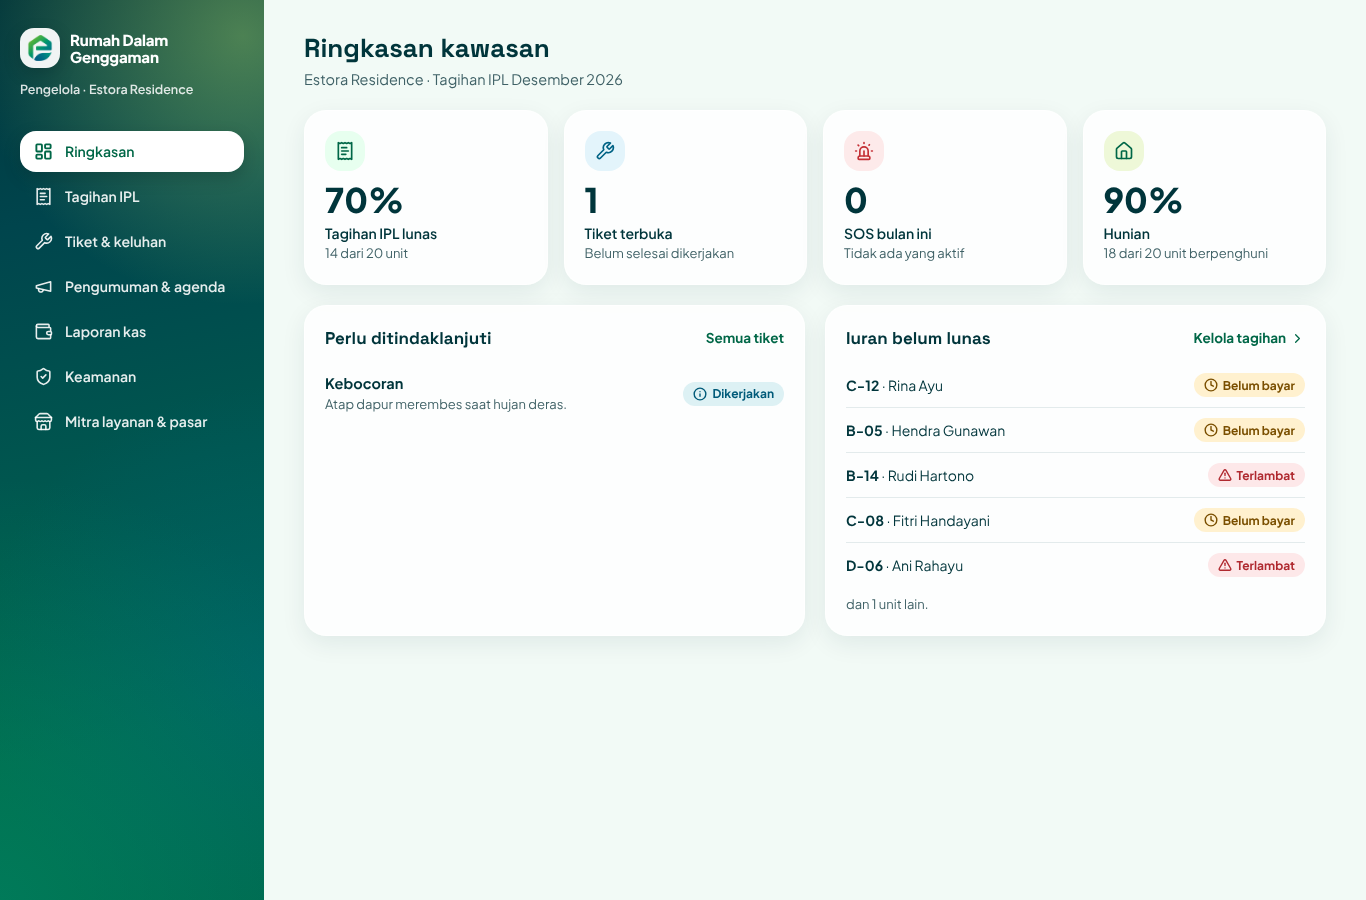 Rumah Dalam
Genggaman
Pengelola · Estora Residence
Ringkasan
Tagihan IPL
Tiket & keluhan
Pengumuman & agenda
Laporan kas
Keamanan
Mitra layanan & pasar
Ringkasan kawasan
Estora Residence · Tagihan IPL Desember 2026
70%
Tagihan IPL lunas
14 dari 20 unit
1
Tiket terbuka
Belum selesai dikerjakan
0
SOS bulan ini
Tidak ada yang aktif
90%
Hunian
18 dari 20 unit berpenghuni
Perlu ditindaklanjuti
Semua tiket
Kebocoran
Atap dapur merembes saat hujan deras.
Dikerjakan
Iuran belum lunas
Kelola tagihan
C-12 · Rina Ayu
Belum bayar
B-05 · Hendra Gunawan
Belum bayar
B-14 · Rudi Hartono
Terlambat
C-08 · Fitri Handayani
Belum bayar
D-06 · Ani Rahayu
Terlambat
dan 1 unit lain.